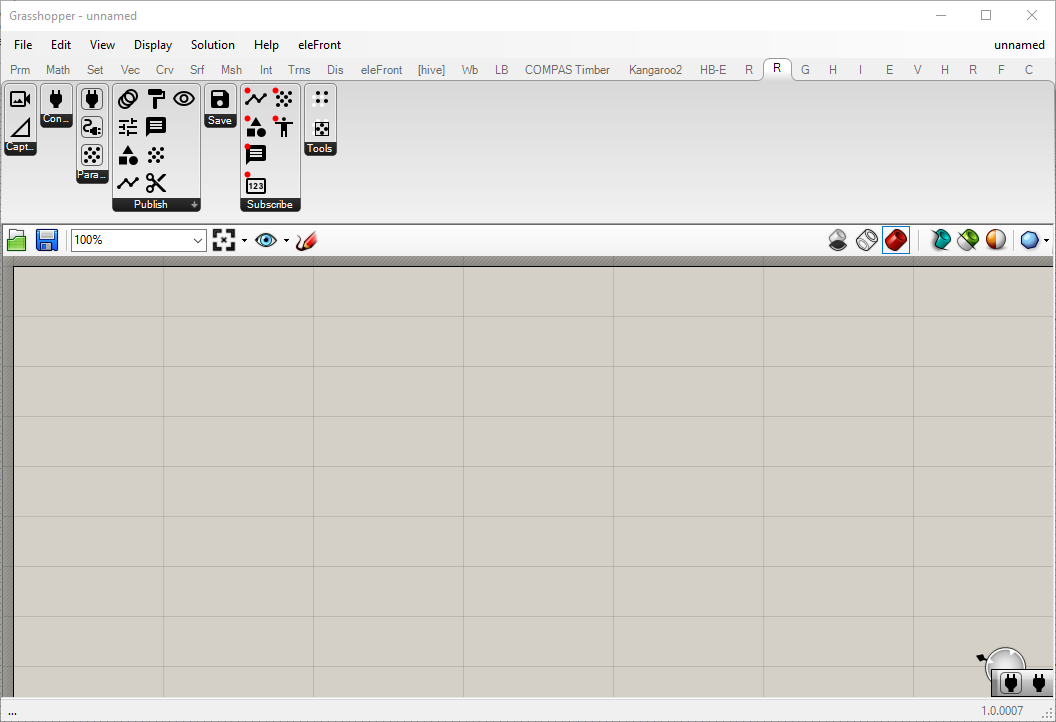 Grasshopper - unnamed
File Edit View Display Solution Help eleFront unnamed
Prm Math Set Vec Crv Srf Msh Int Trns Dis eleFront [hive] Wb LB COMPAS Timber Kangaroo2 HB-E R R G H I E V H R F C
Capt... Con... Para... Publish Save 123 Subscribe Tools
100%
... 1.0.0007